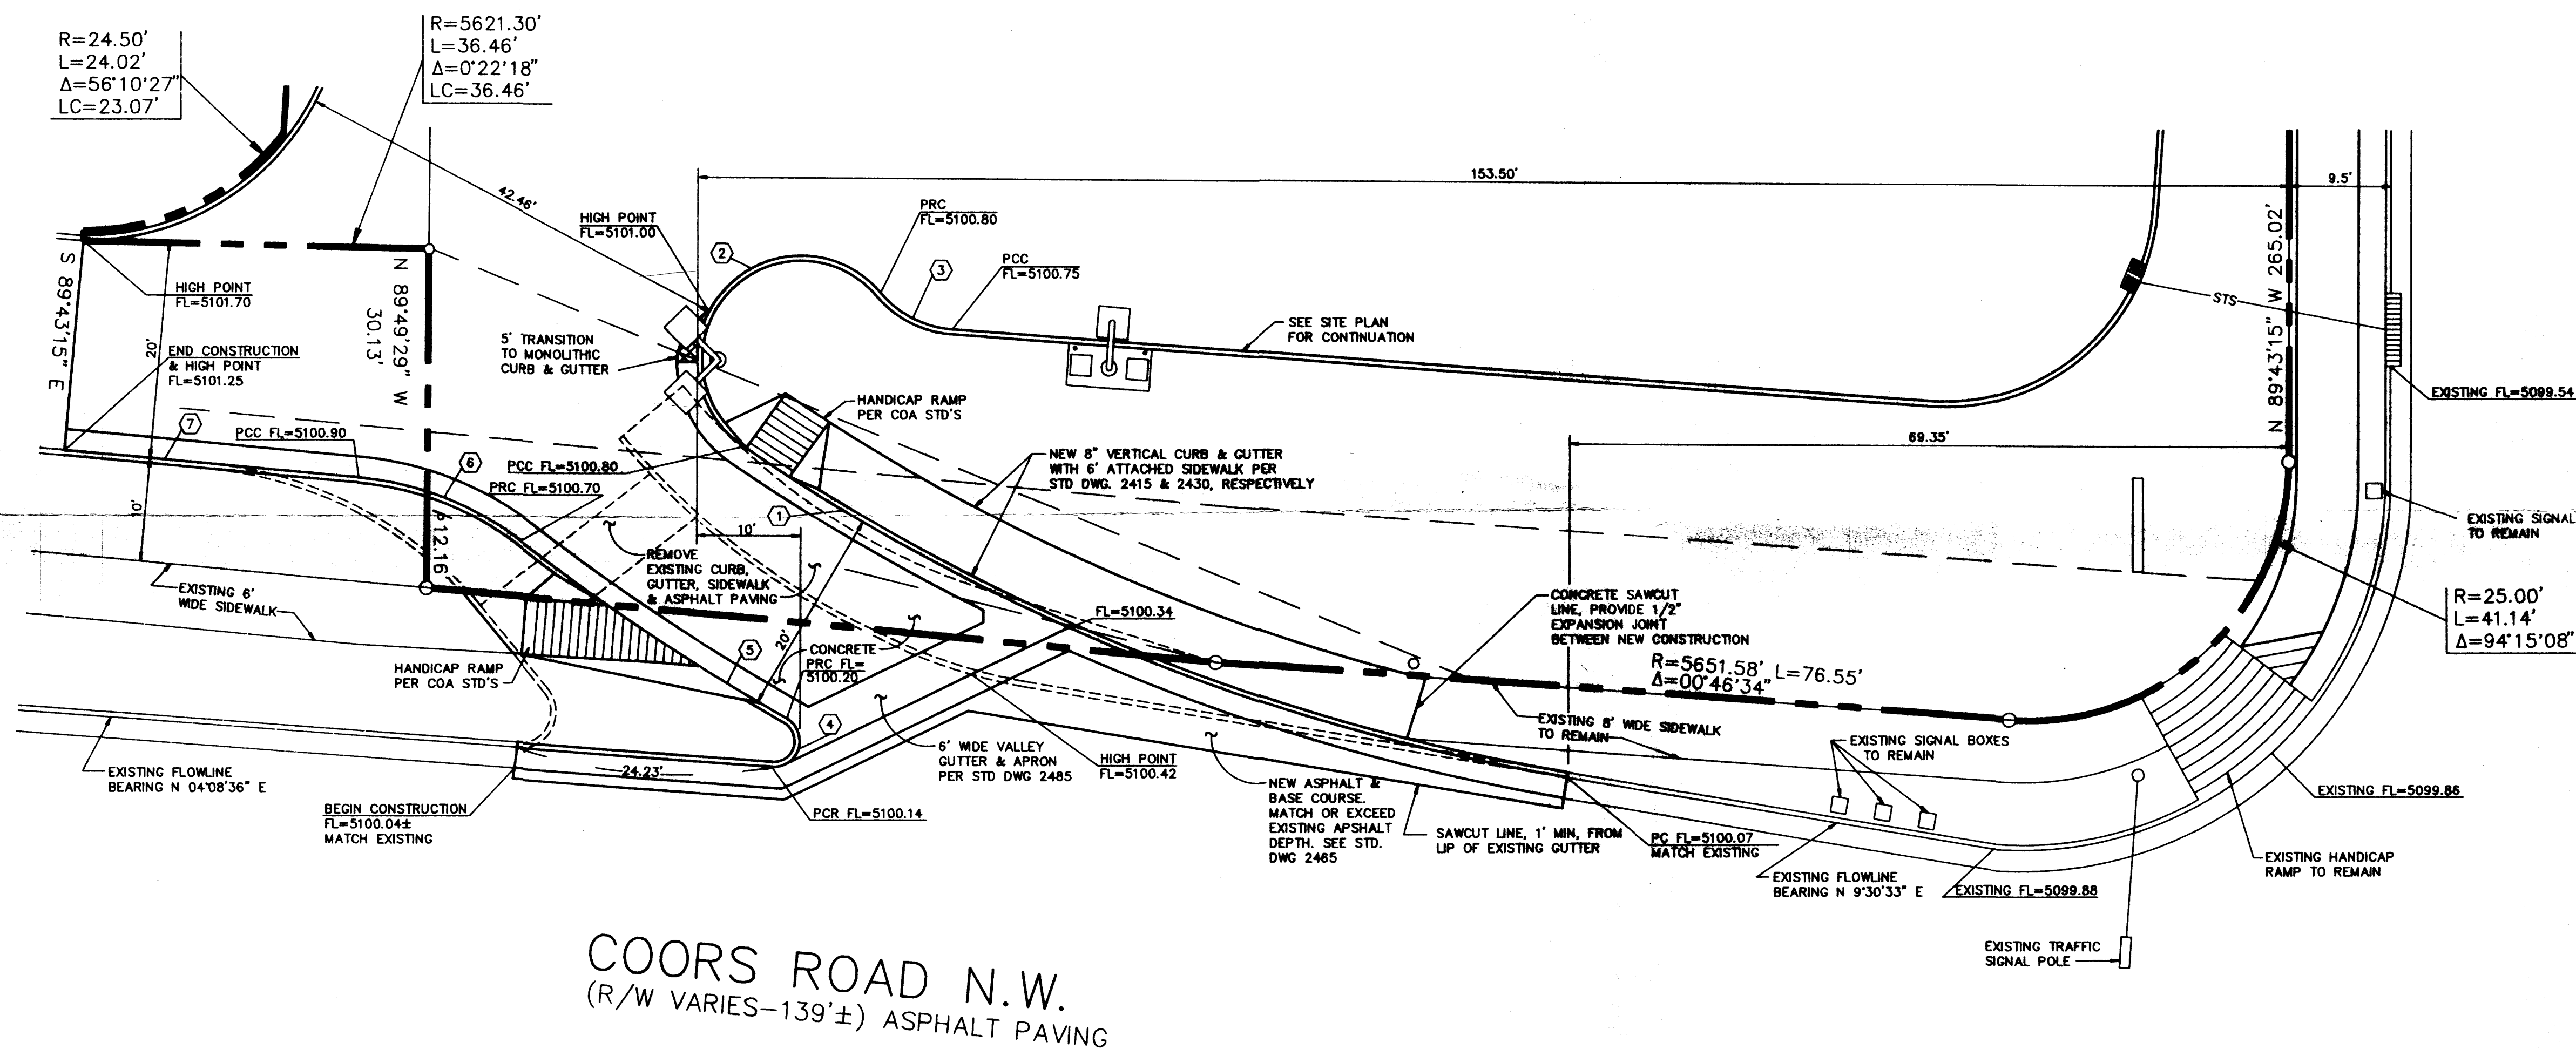 R=24.50'
L=24.02'
Δ=56°10'27"
LC=23.07'
R=5621.30'
L=36.46'
Δ=0°22'18"
LC=36.46'
42.46'
HIGH POINT
FL=5101.00
2
PRC
FL=5100.80
3
PCC
FL=5100.75
153.50'
9.5'
N 89°43'15" W 265.02'
STS
S 89°43'15" E
HIGH POINT
FL=5101.70
20'
N 89°49'29" W
30.13'
END CONSTRUCTION
& HIGH POINT
FL=5101.25
5' TRANSITION
TO MONOLITHIC
CURB & GUTTER
SEE SITE PLAN
FOR CONTINUATION
EXISTING FL=5099.54
HANDICAP RAMP
PER COA STD'S
7
PCC FL=5100.90
6
PCC FL=5100.80
PRC FL=5100.70
NEW 8" VERTICAL CURB & GUTTER
WITH 6' ATTACHED SIDEWALK PER
STD DWG. 2415 & 2430, RESPECTIVELY
69.35'
10'
12.16
1
10'
EXISTING SIGNAL
TO REMAIN
REMOVE
EXISTING CURB,
GUTTER, SIDEWALK
& ASPHALT PAVING
EXISTING 6'
WIDE SIDEWALK
FL=5100.34
CONCRETE SAWCUT
LINE, PROVIDE 1/2"
EXPANSION JOINT
BETWEEN NEW CONSTRUCTION
R=25.00'
L=41.14'
Δ=94°15'08"
20'
CONCRETE
PRC FL=
5100.20
5
HANDICAP RAMP
PER COA STD'S
R=5651.58' L=76.55'
Δ=00°46'34"
4
EXISTING 8' WIDE SIDEWALK
TO REMAIN
EXISTING SIGNAL BOXES
TO REMAIN
6' WIDE VALLEY
GUTTER & APRON
PER STD DWG 2485
HIGH POINT
FL=5100.42
24.23'
EXISTING FLOWLINE
BEARING N 04°08'36" E
NEW ASPHALT &
BASE COURSE.
MATCH OR EXCEED
EXISTING APSHALT
DEPTH. SEE STD.
DWG 2465
EXISTING FL=5099.86
BEGIN CONSTRUCTION
FL=5100.04±
MATCH EXISTING
PCR FL=5100.14
SAWCUT LINE, 1' MIN, FROM
LIP OF EXISTING GUTTER
PC FL=5100.07
MATCH EXISTING
EXISTING HANDICAP
RAMP TO REMAIN
EXISTING FLOWLINE
BEARING N 9°30'33" E
EXISTING FL=5099.88
EXISTING TRAFFIC
SIGNAL POLE
COORS ROAD N.W.
(R/W VARIES-139'±) ASPHALT PAVING